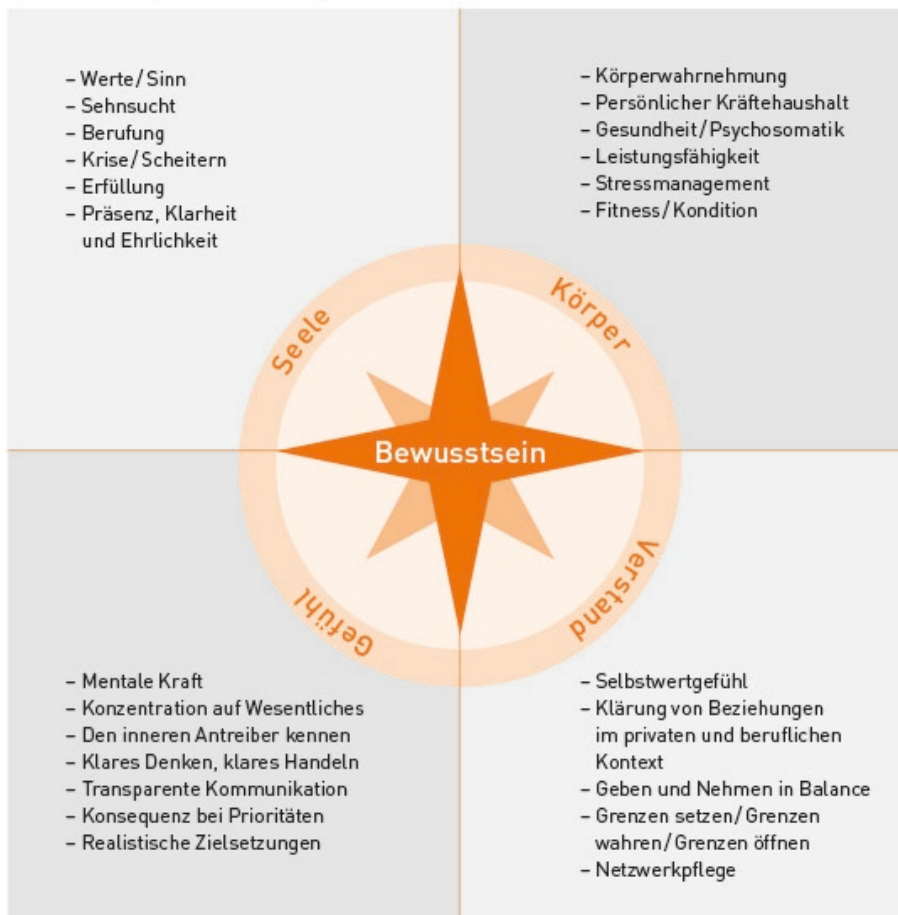 – Werte/Sinn
– Sehnsucht
– Berufung
– Krise/Scheitern
– Erfüllung
– Präsenz, Klarheit
und Ehrlichkeit
– Körperwahrnehmung
– Persönlicher Kräftehaushalt
– Gesundheit/Psychosomatik
– Leistungsfähigkeit
– Stressmanagement
– Fitness/Kondition
Seele
Körper
Bewusstsein
Gefühl
Verstand
– Mentale Kraft
– Konzentration auf Wesentliches
– Den inneren Antreiber kennen
– Klares Denken, klares Handeln
– Transparente Kommunikation
– Konsequenz bei Prioritäten
– Realistische Zielsetzungen
– Selbstwertgefühl
– Klärung von Beziehungen
im privaten und beruflichen
Kontext
– Geben und Nehmen in Balance
– Grenzen setzen/Grenzen
wahren/Grenzen öffnen
– Netzwerkpflege